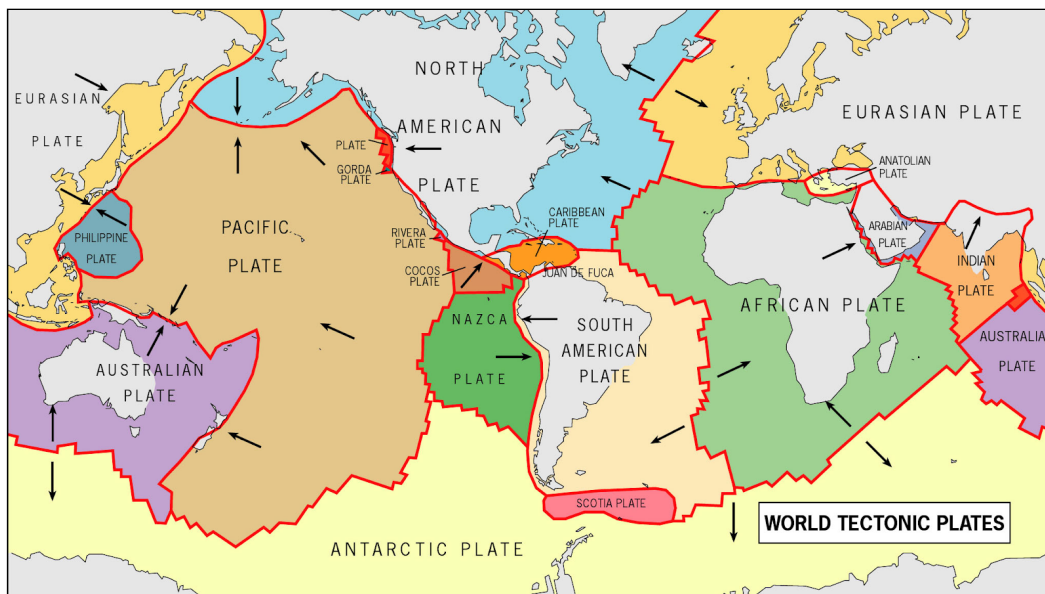 NORTH
AMERICAN
PLATE
EURASIAN
PLATE
EURASIAN PLATE
ANATOLIAN
PLATE
PLATE
GORDA
PLATE
CARIBBEAN
PLATE
PHILIPPINE
PLATE
PACIFIC
PLATE
RIVERA
PLATE
ARABIAN
PLATE
COCOS
PLATE
JUAN DE FUCA
INDIAN
PLATE
AFRICAN PLATE
NAZCA
PLATE
SOUTH
AMERICAN
PLATE
AUSTRALIAN
PLATE
AUSTRALIA
PLATE
SCOTIA PLATE
WORLD TECTONIC PLATES
ANTARCTIC PLATE